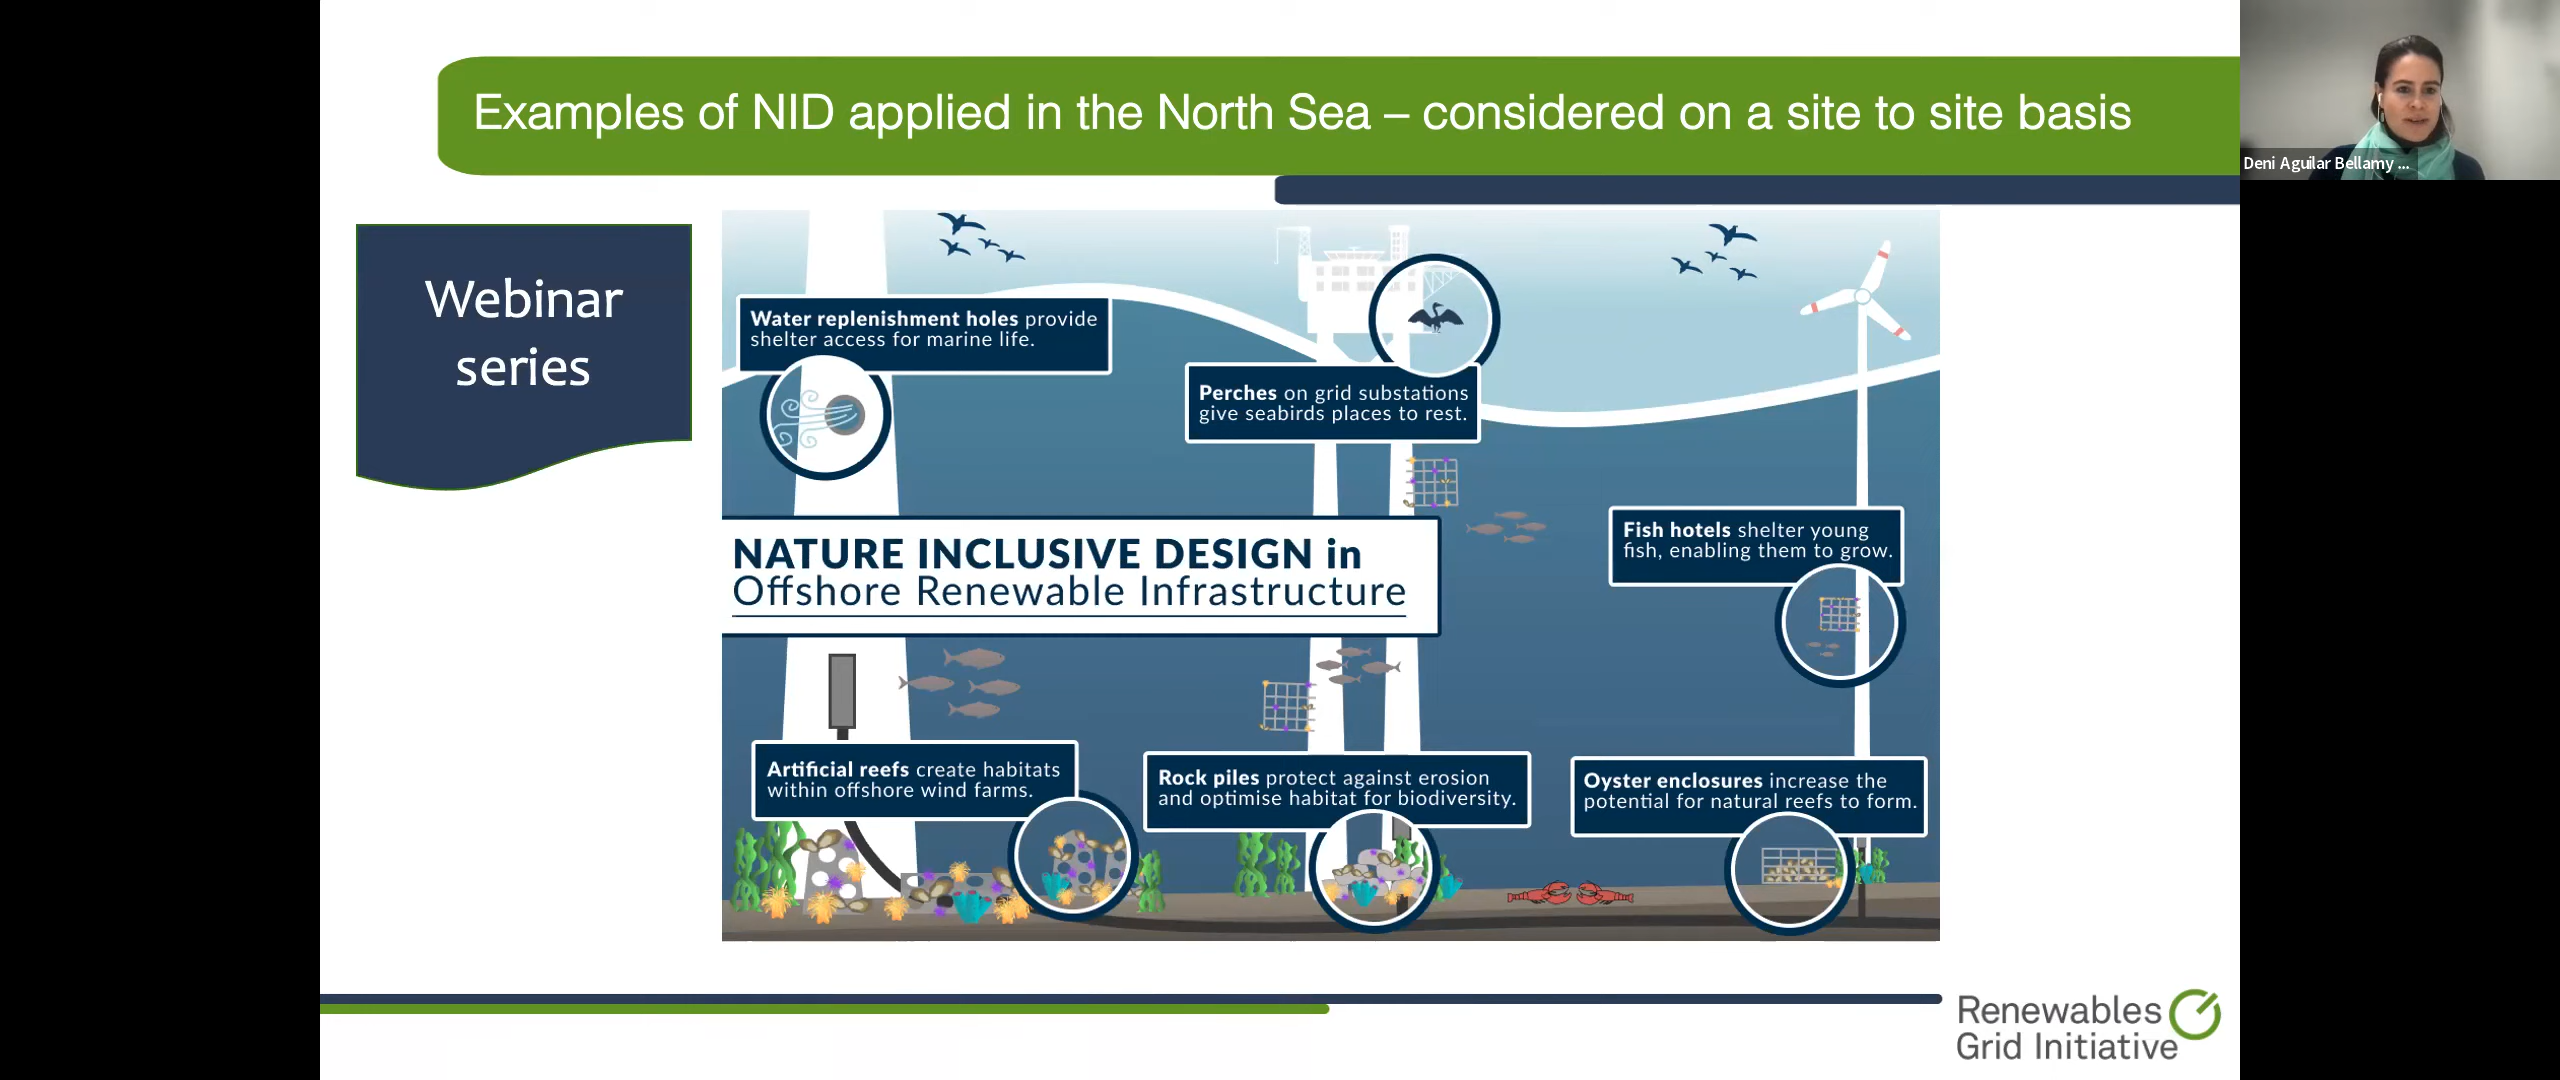 Examples of NID applied in the North Sea – considered on a site to site basis
Deni Aguilar Bellamy ...
Webinar
series
Water replenishment holes provide
shelter access for marine life.
Perches on grid substations
give seabirds places to rest.
NATURE INCLUSIVE DESIGN in
Offshore Renewable Infrastructure
Fish hotels shelter young
fish, enabling them to grow.
Artificial reefs create habitats
within offshore wind farms.
Rock piles protect against erosion
and optimise habitat for biodiversity.
Oyster enclosures increase the
potential for natural reefs to form.
Renewables
Grid Initiative